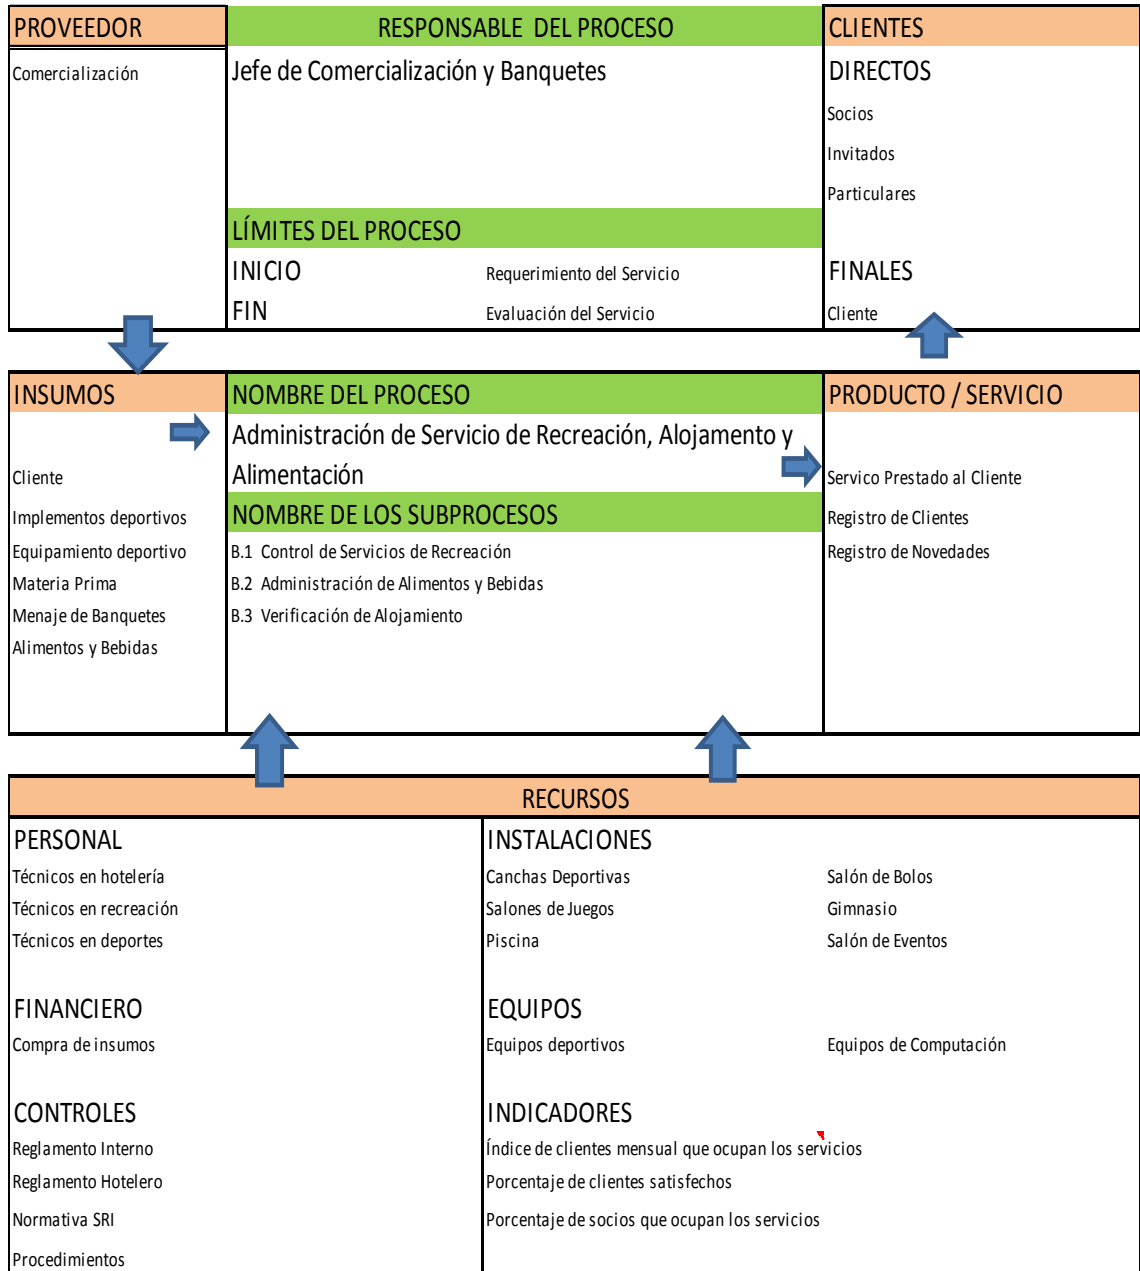 PROVEEDOR
RESPONSABLE DEL PROCESO
CLIENTES
Comercialización
Jefe de Comercialización y Banquetes
DIRECTOS
Socios
Invitados
Particulares
LÍMITES DEL PROCESO
INICIO
Requerimiento del Servicio
FINALES
FIN
Evaluación del Servicio
Cliente
INSUMOS
NOMBRE DEL PROCESO
PRODUCTO / SERVICIO
Administración de Servicio de Recreación, Alojamento y
Alimentación
Cliente
Servico Prestado al Cliente
Implementos deportivos
NOMBRE DE LOS SUBPROCESOS
Registro de Clientes
Equipamiento deportivo
B.1 Control de Servicios de Recreación
Registro de Novedades
Materia Prima
B.2 Administración de Alimentos y Bebidas
Menaje de Banquetes
B.3 Verificación de Alojamiento
Alimentos y Bebidas
RECURSOS
PERSONAL
INSTALACIONES
Técnicos en hotelería
Canchas Deportivas
Salón de Bolos
Técnicos en recreación
Salones de Juegos
Gimnasio
Técnicos en deportes
Piscina
Salón de Eventos
FINANCIERO
EQUIPOS
Compra de insumos
Equipos deportivos
Equipos de Computación
CONTROLES
INDICADORES
Reglamento Interno
Índice de clientes mensual que ocupan los servicios
Reglamento Hotelero
Porcentaje de clientes satisfechos
Normativa SRI
Porcentaje de socios que ocupan los servicios
Procedimientos